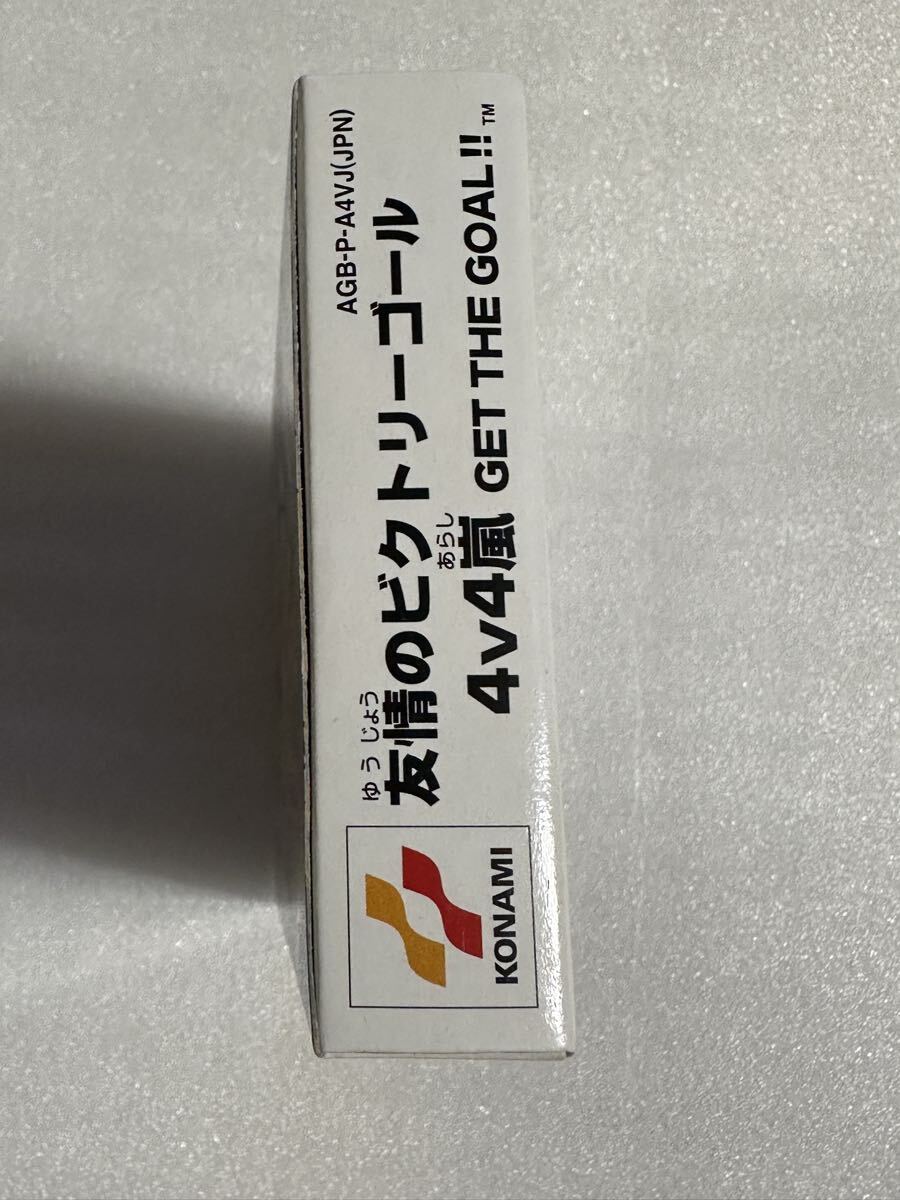 AGB-P-A4VJ(JPN)
ゆうじょう
友情のビクトリーゴール
あらし
4v4嵐 GET THE GOAL!!™
KONAMI